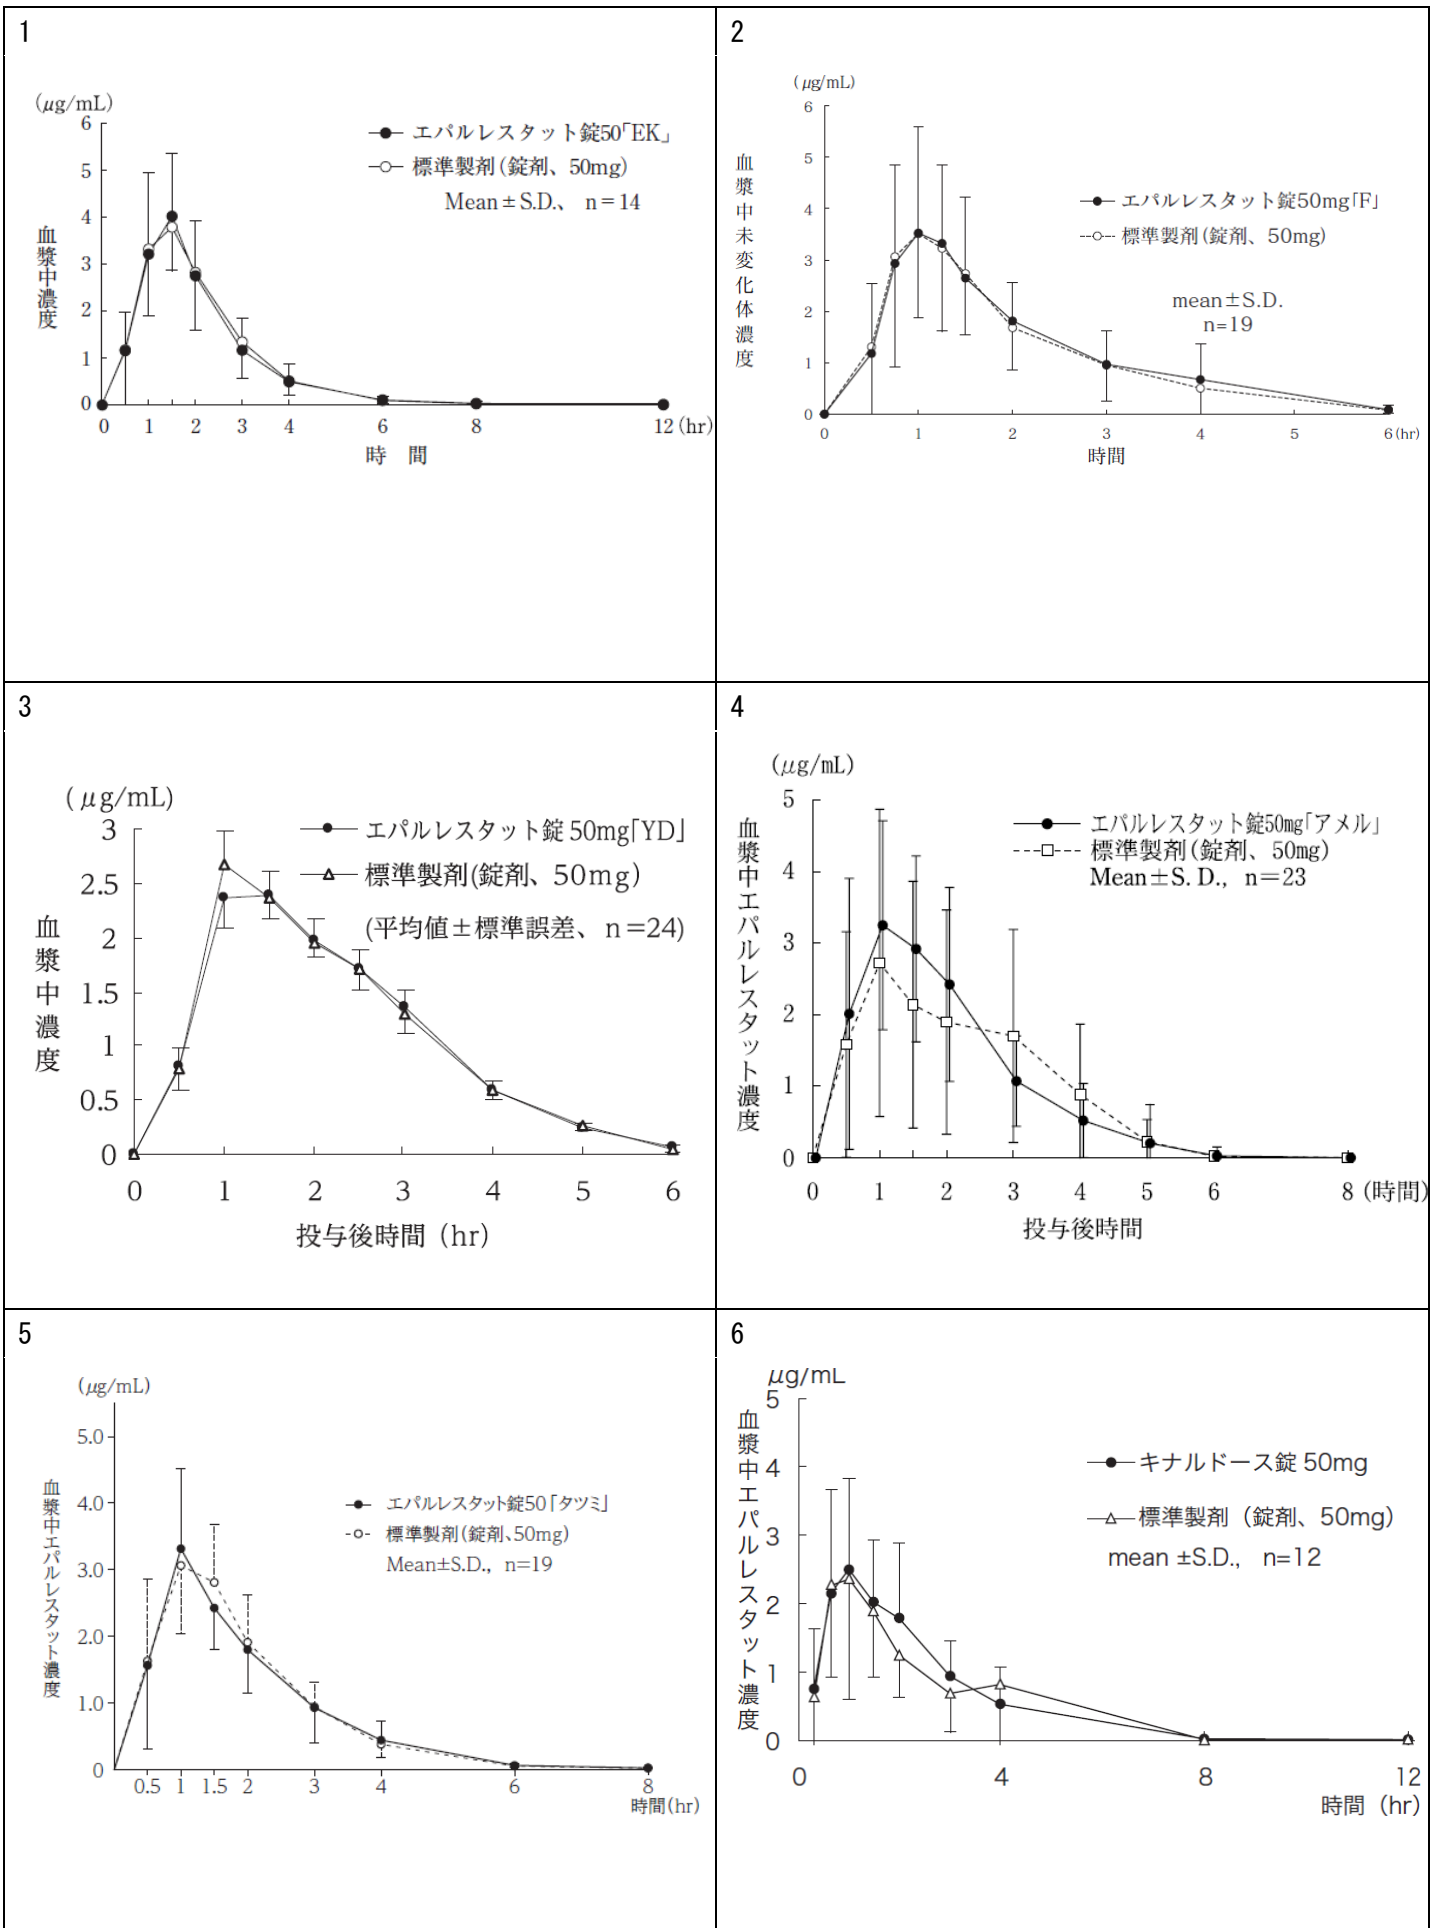 1
(μg/mL)
6
5
4
3
2
1
0
血漿中濃度
エパルレスタット錠50「EK」
標準製剤(錠剤、50mg)
Mean±S.D.、 n=14
0 1 2 3 4 6 8 12 (hr)
時 間
2
(μg/mL)
6
5
4
3
2
1
0
血漿中未変化体濃度
エパルレスタット錠50mg「F」
標準製剤(錠剤、50mg)
mean±S.D.
n=19
0 1 2 3 4 5 6 (hr)
時間
3
(μg/mL)
3
2.5
2
1.5
1
0.5
0
血漿中濃度
エパルレスタット錠 50mg「YD」
標準製剤(錠剤、50mg)
(平均値±標準誤差、 n=24)
0 1 2 3 4 5 6
投与後時間 (hr)
4
(μg/mL)
5
4
3
2
1
0
血漿中エパルレスタット濃度
エパルレスタット錠50mg「アメル」
標準製剤(錠剤、50mg)
Mean±S. D., n=23
0 1 2 3 4 5 6 8 (時間)
投与後時間
5
(μg/mL)
5.0
4.0
3.0
2.0
1.0
0
血漿中エパルレスタット濃度
エパルレスタット錠50「タツミ」
標準製剤(錠剤、50mg)
Mean±S.D., n=19
0.5 1 1.5 2 3 4 6 8
時間(hr)
6
μg/mL
5
4
3
2
1
0
血漿中エパルレスタット濃度
キナルドース錠 50mg
標準製剤(錠剤、50mg)
mean ±S.D., n=12
0 4 8 12
時間 (hr)